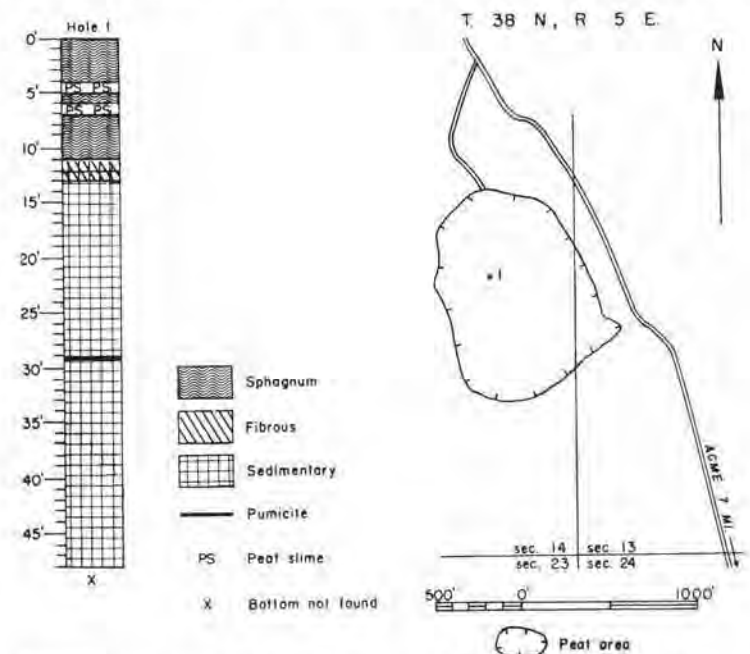 Hole 1
0'
5'
10'
15'
20'
25'
30'
35'
40'
45'
PS PS
PS PS
X
Sphagnum
Fibrous
Sedimentary
Pumicite
PS Peat slime
X Bottom not found
T. 38 N, R 5 E.
N
1
ACME 7 MI.
sec. 14 sec. 13
sec. 23 sec. 24
500' 0' 1000'
Peat area